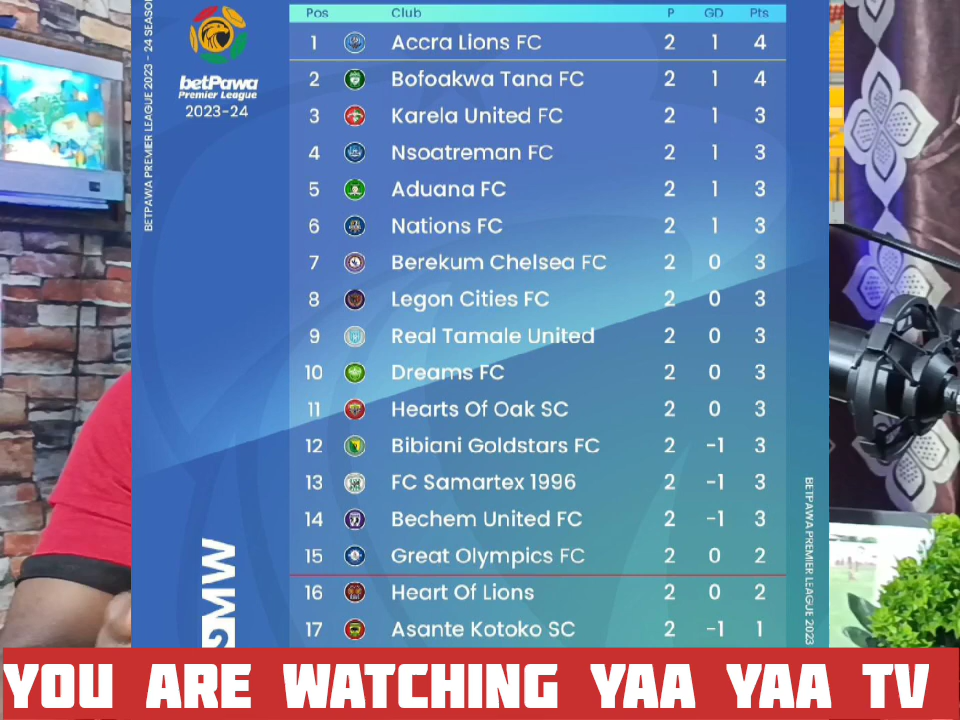 BETPAWA PREMIER LEAGUE 2023 - 24 SEASON
betPawa
Premier League
2023-24
Pos Club P GD Pts
1 Accra Lions FC 2 1 4
2 Bofoakwa Tana FC 2 1 4
3 Karela United FC 2 1 3
4 Nsoatreman FC 2 1 3
5 Aduana FC 2 1 3
6 Nations FC 2 1 3
7 Berekum Chelsea FC 2 0 3
8 Legon Cities FC 2 0 3
9 Real Tamale United 2 0 3
10 Dreams FC 2 0 3
11 Hearts Of Oak SC 2 0 3
12 Bibiani Goldstars FC 2 -1 3
13 FC Samartex 1996 2 -1 3
14 Bechem United FC 2 -1 3
15 Great Olympics FC 2 0 2
16 Heart Of Lions 2 0 2
17 Asante Kotoko SC 2 -1 1
2MW
BETPAWA PREMIER LEAGUE 2023
YOU ARE WATCHING YAA YAA TV